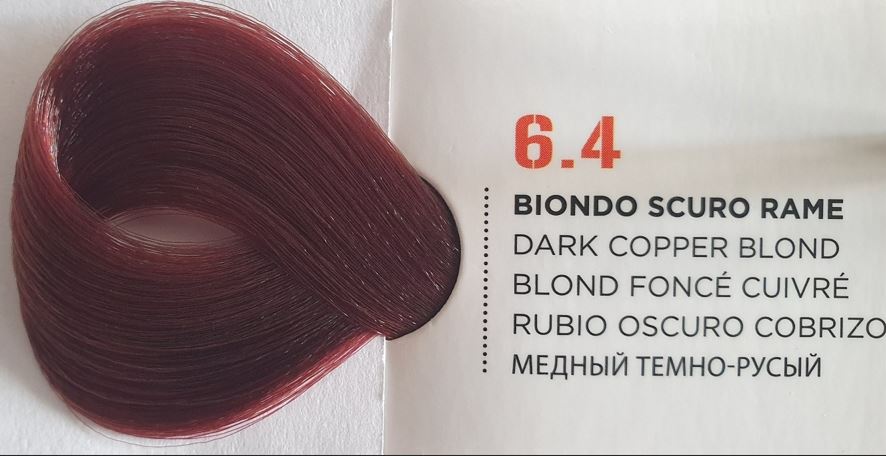 6.4
BIONDO SCURO RAME
DARK COPPER BLOND
BLOND FONCÉ CUIVRÉ
RUBIO OSCURO COBRIZO
МЕДНЫЙ ТЕМНО-РУСЫЙ